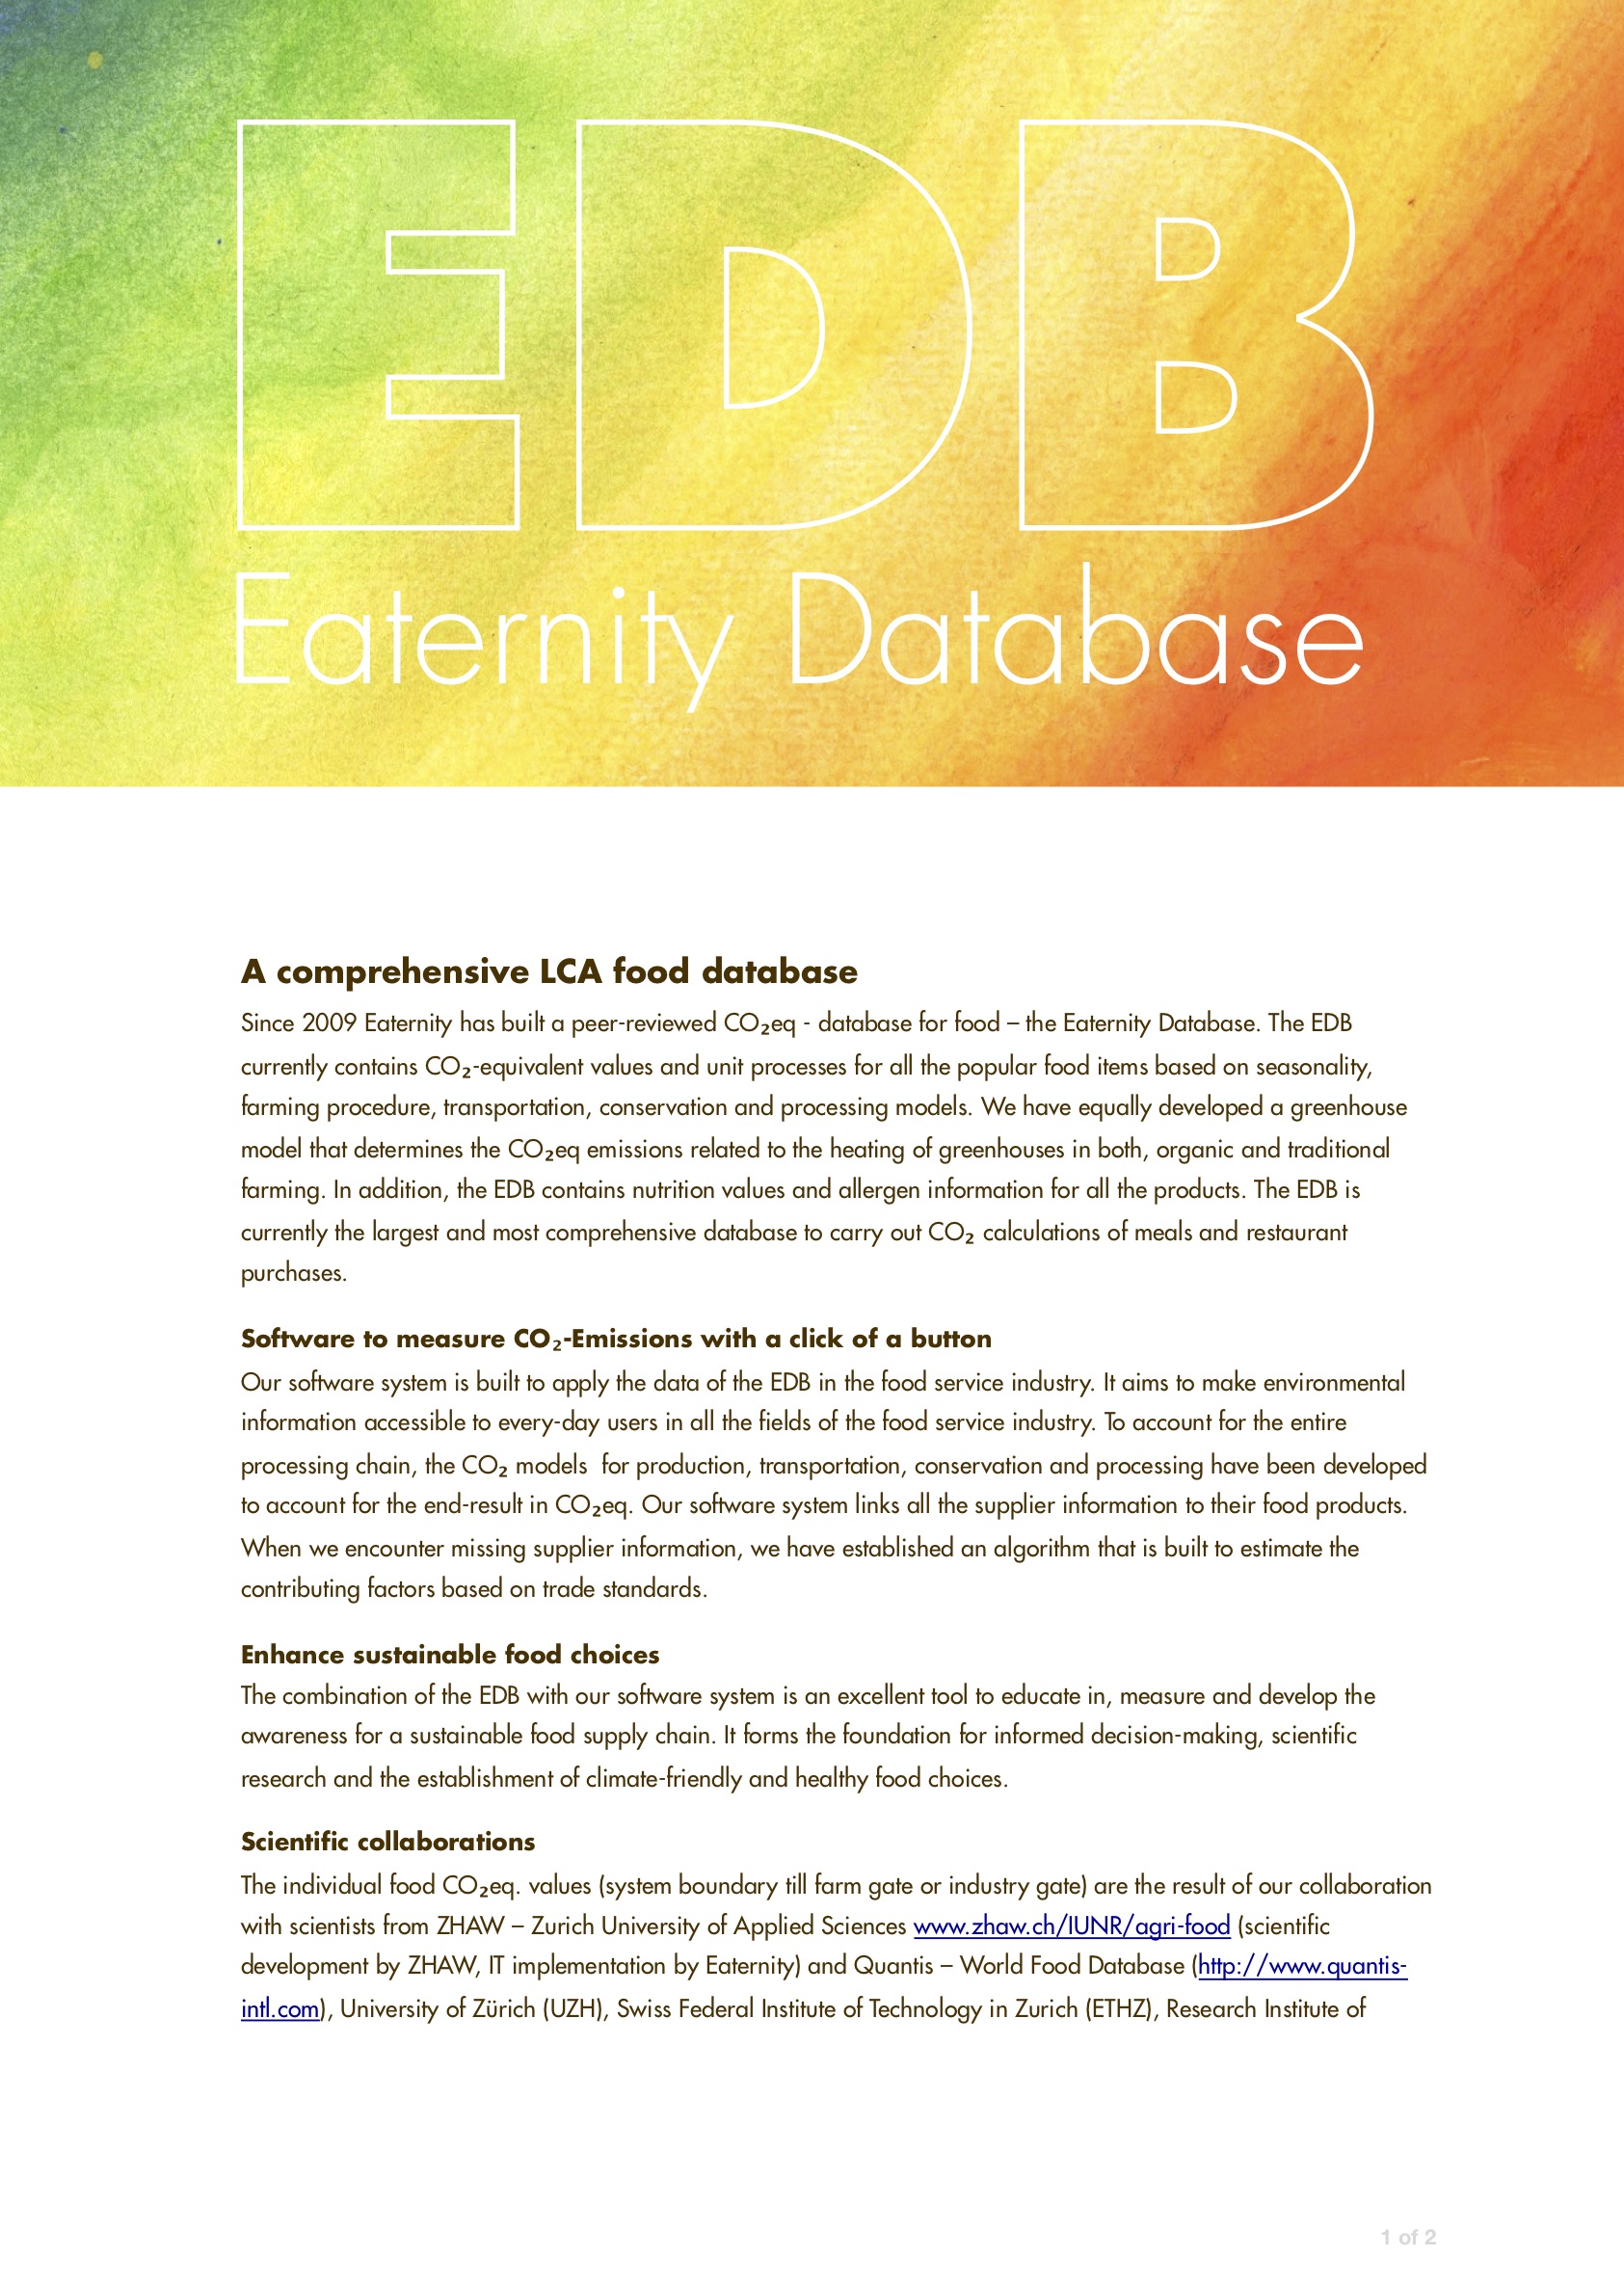 EDB
Eaternity Database
A comprehensive LCA food database
Since 2009 Eaternity has built a peer-reviewed CO₂eq - database for food – the Eaternity Database. The EDB
currently contains CO₂-equivalent values and unit processes for all the popular food items based on seasonality,
farming procedure, transportation, conservation and processing models. We have equally developed a greenhouse
model that determines the CO₂eq emissions related to the heating of greenhouses in both, organic and traditional
farming. In addition, the EDB contains nutrition values and allergen information for all the products. The EDB is
currently the largest and most comprehensive database to carry out CO₂ calculations of meals and restaurant
purchases.
Software to measure CO₂-Emissions with a click of a button
Our software system is built to apply the data of the EDB in the food service industry. It aims to make environmental
information accessible to every-day users in all the fields of the food service industry. To account for the entire
processing chain, the CO₂ models  for production, transportation, conservation and processing have been developed
to account for the end-result in CO₂eq. Our software system links all the supplier information to their food products.
When we encounter missing supplier information, we have established an algorithm that is built to estimate the
contributing factors based on trade standards.
Enhance sustainable food choices
The combination of the EDB with our software system is an excellent tool to educate in, measure and develop the
awareness for a sustainable food supply chain. It forms the foundation for informed decision-making, scientific
research and the establishment of climate-friendly and healthy food choices.
Scientific collaborations
The individual food CO₂eq. values (system boundary till farm gate or industry gate) are the result of our collaboration
with scientists from ZHAW – Zurich University of Applied Sciences www.zhaw.ch/IUNR/agri-food (scientific
development by ZHAW, IT implementation by Eaternity) and Quantis – World Food Database (http://www.quantis-
intl.com), University of Zürich (UZH), Swiss Federal Institute of Technology in Zurich (ETHZ), Research Institute of
1 of 2